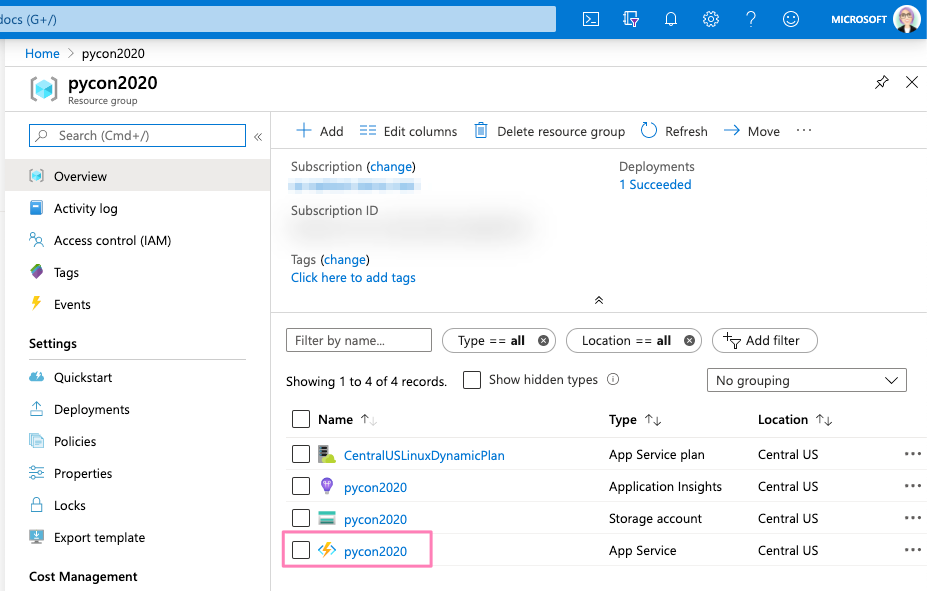 docs (G+/)
MICROSOFT
Home > pycon2020
pycon2020
Resource group
Search (Cmd+/)
«
Overview
Activity log
Access control (IAM)
Tags
Events
Settings
Quickstart
Deployments
Policies
Properties
Locks
Export template
Cost Management
Add Edit columns Delete resource group Refresh Move ···
Subscription (change)
Deployments
1 Succeeded
Subscription ID
Tags (change)
Click here to add tags
Filter by name... Type == all Location == all Add filter
Showing 1 to 4 of 4 records. Show hidden types No grouping
Name Type Location
CentralUSLinuxDynamicPlan App Service plan Central US ···
pycon2020 Application Insights Central US ···
pycon2020 Storage account Central US ···
pycon2020 App Service Central US ···